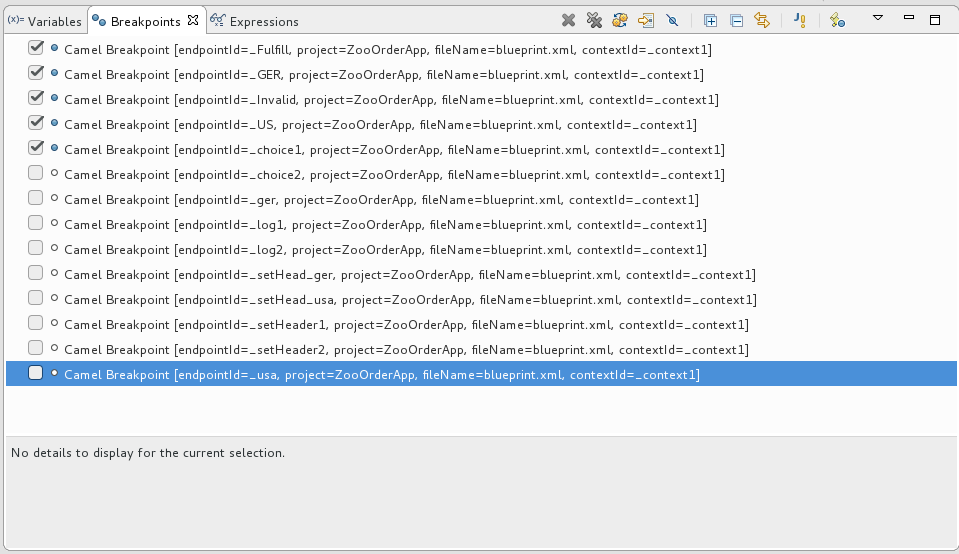 (x)= Variables Breakpoints Expressions
Camel Breakpoint [endpointId=_Fulfill, project=ZooOrderApp, fileName=blueprint.xml, contextId=_context1]
Camel Breakpoint [endpointId=_GER, project=ZooOrderApp, fileName=blueprint.xml, contextId=_context1]
Camel Breakpoint [endpointId=_Invalid, project=ZooOrderApp, fileName=blueprint.xml, contextId=_context1]
Camel Breakpoint [endpointId=_US, project=ZooOrderApp, fileName=blueprint.xml, contextId=_context1]
Camel Breakpoint [endpointId=_choice1, project=ZooOrderApp, fileName=blueprint.xml, contextId=_context1]
Camel Breakpoint [endpointId=_choice2, project=ZooOrderApp, fileName=blueprint.xml, contextId=_context1]
Camel Breakpoint [endpointId=_ger, project=ZooOrderApp, fileName=blueprint.xml, contextId=_context1]
Camel Breakpoint [endpointId=_log1, project=ZooOrderApp, fileName=blueprint.xml, contextId=_context1]
Camel Breakpoint [endpointId=_log2, project=ZooOrderApp, fileName=blueprint.xml, contextId=_context1]
Camel Breakpoint [endpointId=_setHead_ger, project=ZooOrderApp, fileName=blueprint.xml, contextId=_context1]
Camel Breakpoint [endpointId=_setHead_usa, project=ZooOrderApp, fileName=blueprint.xml, contextId=_context1]
Camel Breakpoint [endpointId=_setHeader1, project=ZooOrderApp, fileName=blueprint.xml, contextId=_context1]
Camel Breakpoint [endpointId=_setHeader2, project=ZooOrderApp, fileName=blueprint.xml, contextId=_context1]
Camel Breakpoint [endpointId=_usa, project=ZooOrderApp, fileName=blueprint.xml, contextId=_context1]
No details to display for the current selection.